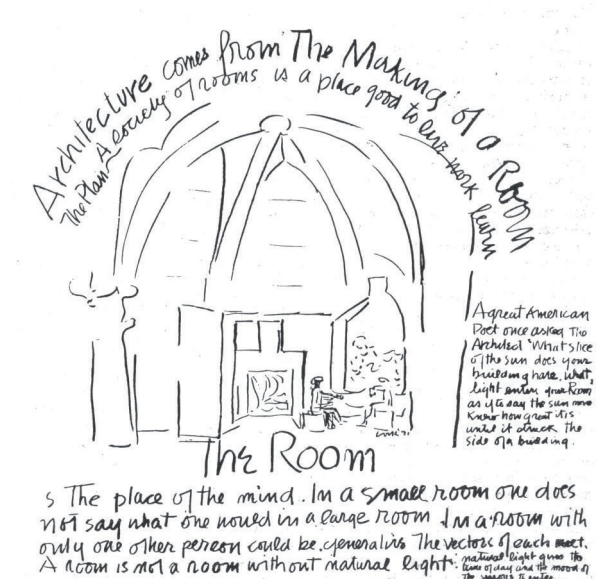 Architecture comes from The Making of a Room
The Plan A society of rooms is a place good to live work learn
A great American
Poet once asked The
Architect 'What slice
of the sun does your
building have. What
light enters your Room
as if to say the sun never
knew how great it is
until it struck the
side of a building.
The Room
s The place of the mind. In a small room one does
not say what one would in a large room In a room with
only one other person could be generative The vectors of each meet.
A room is not a room without natural light.
natural light gives the
time of day and the mood of
the seasons to enter